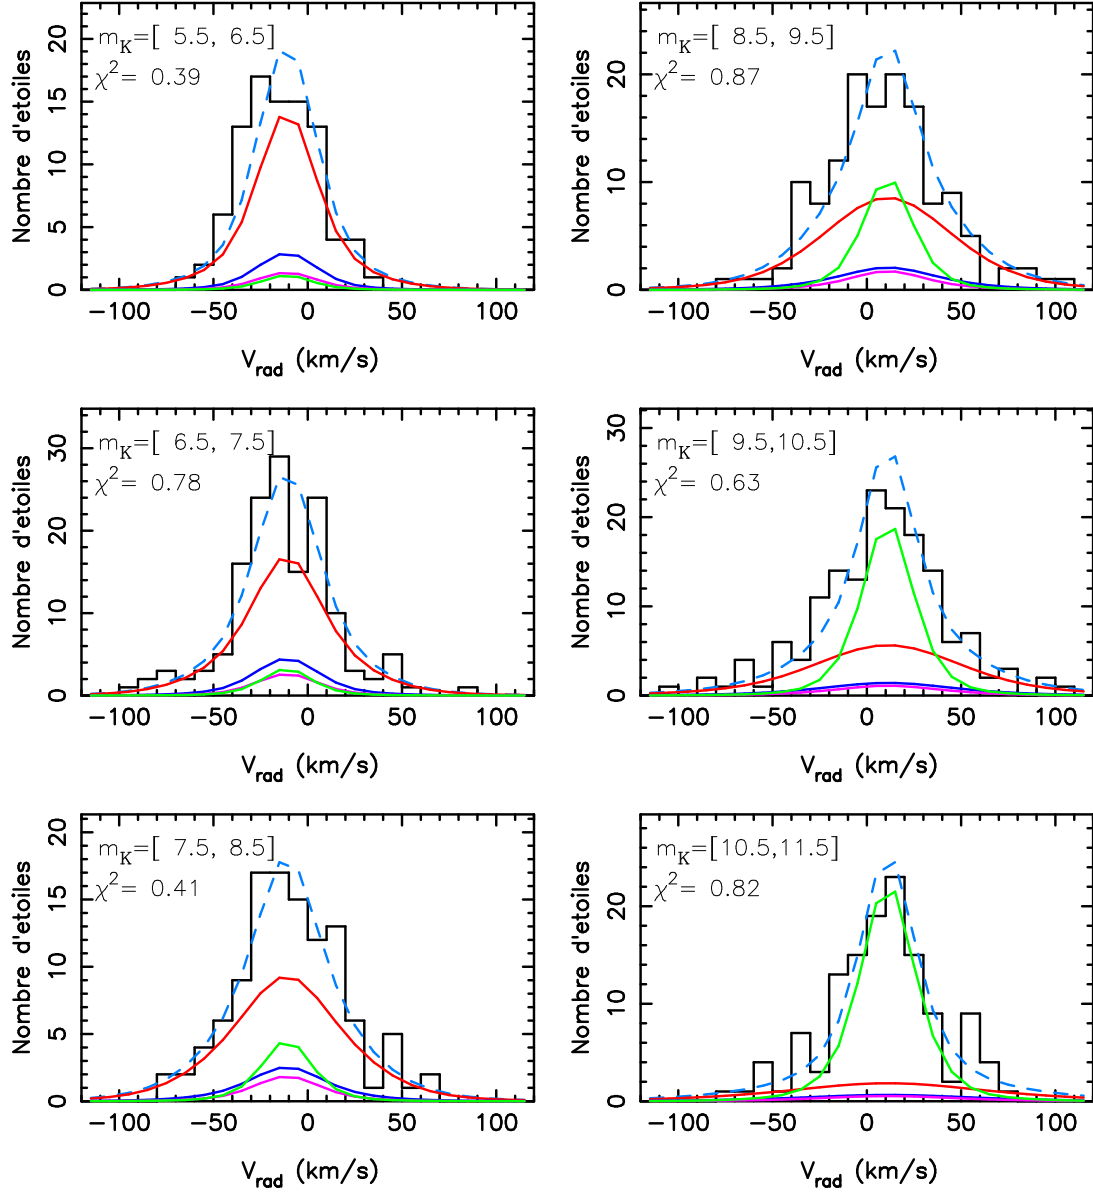 m_K=[ 5.5, 6.5]
χ²= 0.39
Nombre d'etoiles
0 5 10 15 20
−100 −50 0 50 100
V_rad (km/s)
m_K=[ 8.5, 9.5]
χ²= 0.87
Nombre d'etoiles
0 10 20
−100 −50 0 50 100
V_rad (km/s)
m_K=[ 6.5, 7.5]
χ²= 0.78
Nombre d'etoiles
0 10 20 30
−100 −50 0 50 100
V_rad (km/s)
m_K=[ 9.5,10.5]
χ²= 0.63
Nombre d'etoiles
0 10 20 30
−100 −50 0 50 100
V_rad (km/s)
m_K=[ 7.5, 8.5]
χ²= 0.41
Nombre d'etoiles
0 5 10 15 20
−100 −50 0 50 100
V_rad (km/s)
m_K=[10.5,11.5]
χ²= 0.82
Nombre d'etoiles
0 10 20
−100 −50 0 50 100
V_rad (km/s)